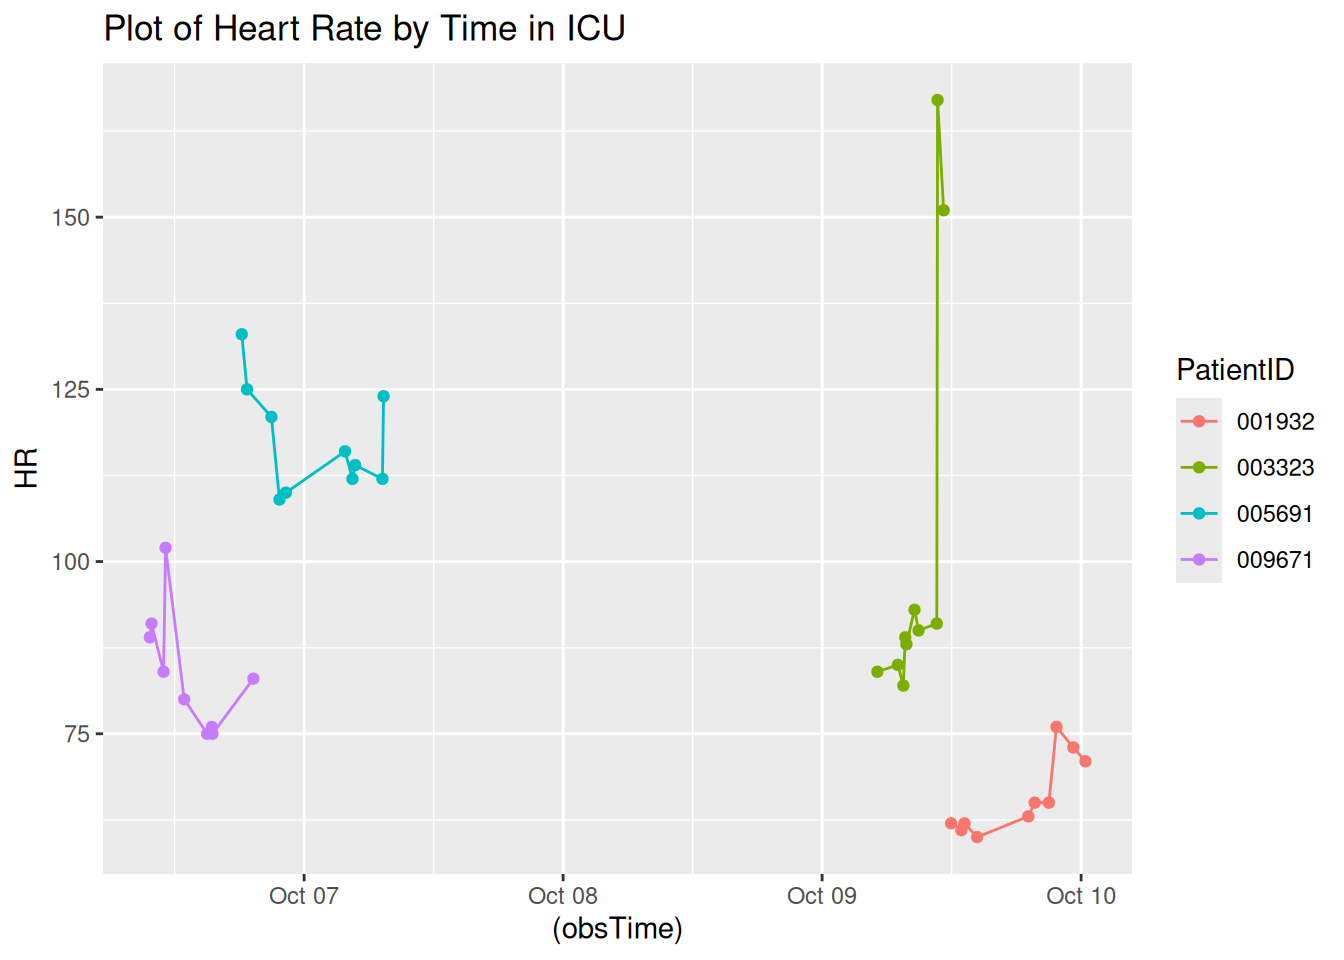 Plot of Heart Rate by Time in ICU
HR
150
125
100
75
Oct 07
Oct 08
Oct 09
Oct 10
(obsTime)
PatientID
001932
003323
005691
009671